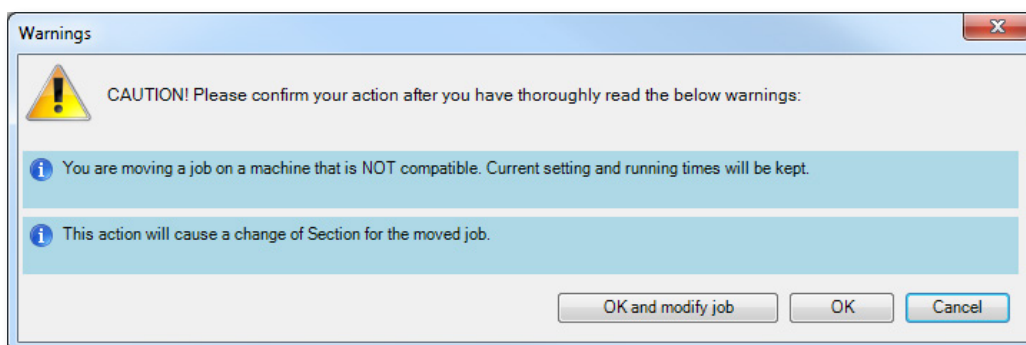 Warnings
CAUTION! Please confirm your action after you have thoroughly read the below warnings:
You are moving a job on a machine that is NOT compatible. Current setting and running times will be kept.
This action will cause a change of Section for the moved job.
OK and modify job
OK
Cancel